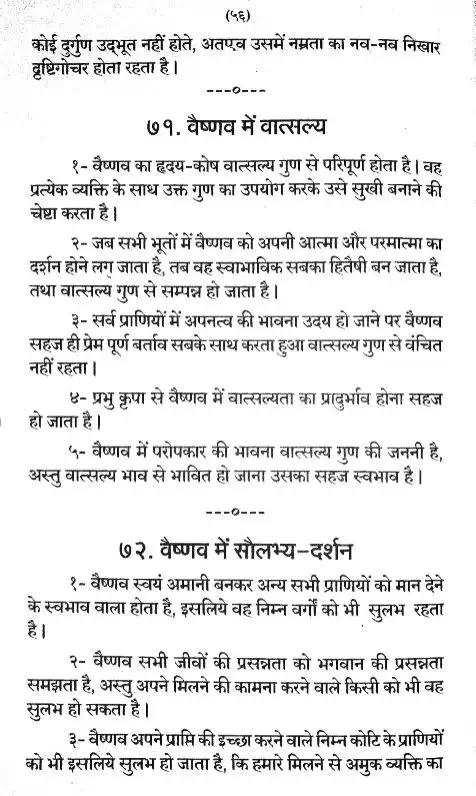 (५६)
कोई दुर्गुण उद्भूत नहीं होते, अतएव उसमें नम्रता का नव-नव निखार
दृष्टिगोचर होता रहता है।
---०---
७१. वैष्णव में वात्सल्य
१- वैष्णव का हृदय-कोष वात्सल्य गुण से परिपूर्ण होता है। वह
प्रत्येक व्यक्ति के साथ उक्त गुण का उपयोग करके उसे सुखी बनाने की
चेष्टा करता है।
२- जब सभी भूतों में वैष्णव को अपनी आत्मा और परमात्मा का
दर्शन होने लग जाता है, तब वह स्वाभाविक सबका हितैषी बन जाता है,
तथा वात्सल्य गुण से सम्पन्न हो जाता है।
३- सर्व प्राणियों में अपनत्व की भावना उदय हो जाने पर वैष्णव
सहज ही प्रेम पूर्ण बर्ताव सबके साथ करता हुआ वात्सल्य गुण से वंचित
नहीं रहता।
४- प्रभु कृपा से वैष्णव में वात्सल्यता का प्रादुर्भाव होना सहज
हो जाता है।
५- वैष्णव में परोपकार की भावना वात्सल्य गुण की जननी है,
अस्तु वात्सल्य भाव से भावित हो जाना उसका सहज स्वभाव है।
---०---
७२. वैष्णव में सौलभ्य-दर्शन
१- वैष्णव स्वयं अमानी बनकर अन्य सभी प्राणियों को मान देने
के स्वभाव वाला होता है, इसलिये वह निम्न वर्गों को भी सुलभ रहता
है।
२- वैष्णव सभी जीवों की प्रसन्नता को भगवान की प्रसन्नता
समझता है, अस्तु अपने मिलने की कामना करने वाले किसी को भी वह
सुलभ हो सकता है।
३- वैष्णव अपने प्राप्ति की इच्छा करने वाले निम्न कोटि के प्राणियों
को भी इसलिये सुलभ हो जाता है, कि हमारे मिलने से अमुक व्यक्ति का